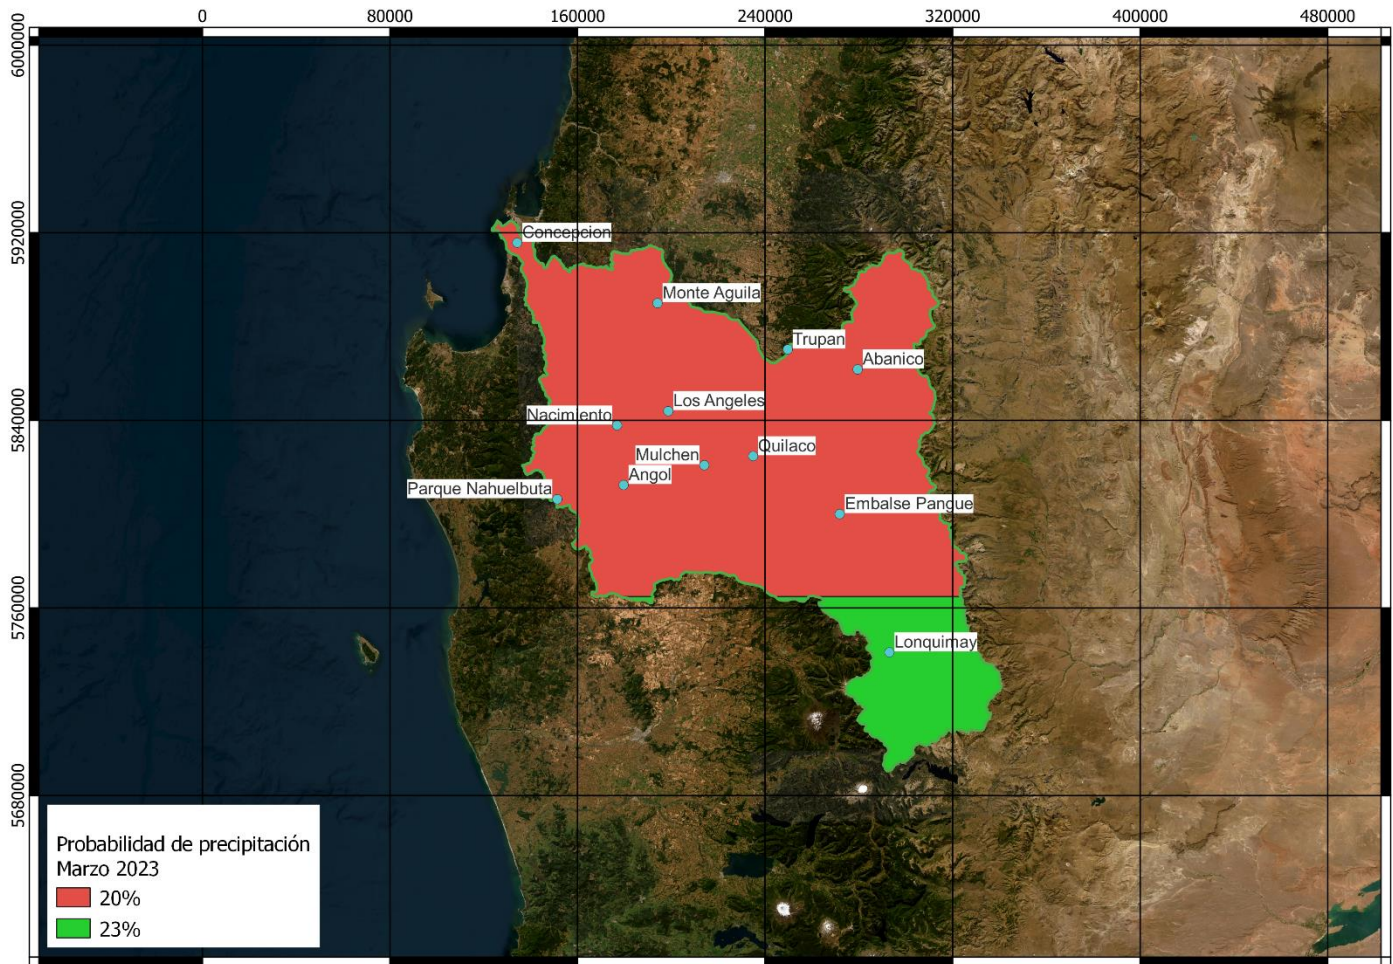 0 80000 160000 240000 320000 400000 480000
6000000
5920000
5840000
5760000
5680000
Concepcion
Monte Aguila
Trupan
Abanico
Los Angeles
Nacimiento
Quilaco
Mulchen
Angol
Parque Nahuelbuta
Embalse Pangue
Lonquimay
Probabilidad de precipitación
Marzo 2023
20%
23%